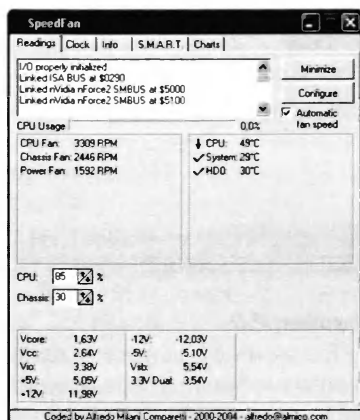 SpeedFan
Readings Clock Info S.M.A.R.T. Charts
I/O properly initialized
Linked ISA BUS at $0290
Linked nVidia nForce2 SMBUS at $5000
Linked nVidia nForce2 SMBUS at $5100
Minimize
Configure
Automatic fan speed
CPU Usage 0,0%
CPU Fan: 3309 RPM
Chassis Fan: 2446 RPM
Power Fan: 1592 RPM
CPU: 49°C
System: 29°C
HD0: 30°C
CPU: 85 %
Chassis: 30 %
Vcore: 1,63V
Vcc: 2,64V
Vio: 3,38V
+5V: 5,05V
+12V: 11,98V
-12V: -12,03V
-5V: -5,10V
Vsb: 5,54V
3.3V Dual: 3,54V
Coded by Alfredo Milani Comparetti - 2000-2004 - alfredo@almico.com